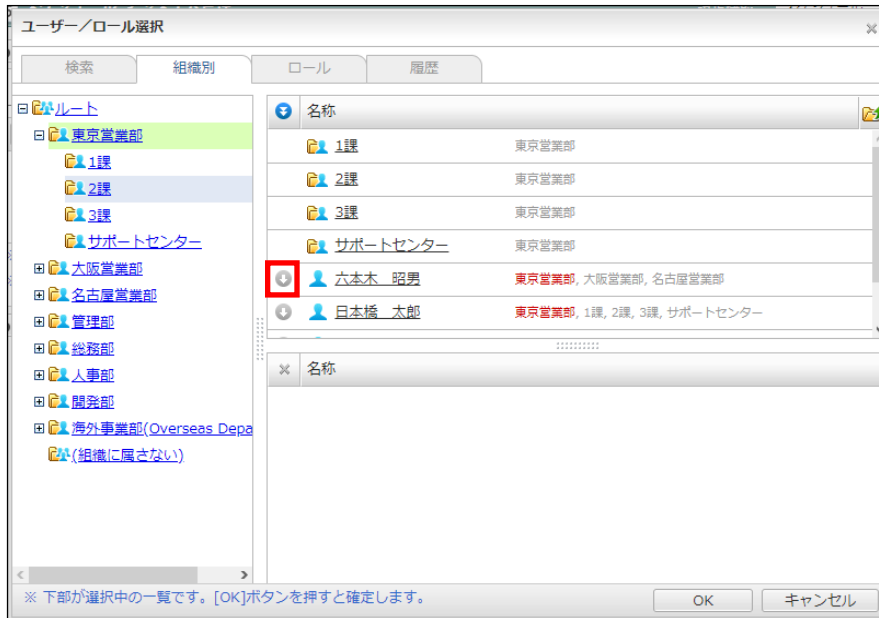 ユーザー／ロール選択
検索 組織別 ロール 履歴
ルート
東京営業部
1課
2課
3課
サポートセンター
大阪営業部
名古屋営業部
管理部
総務部
人事部
開発部
海外事業部(Overseas Depa
(組織に属さない)
名称
1課 東京営業部
2課 東京営業部
3課 東京営業部
サポートセンター 東京営業部
六本木　昭男 東京営業部, 大阪営業部, 名古屋営業部
日本橋　太郎 東京営業部, 1課, 2課, 3課, サポートセンター
名称
※ 下部が選択中の一覧です。[OK]ボタンを押すと確定します。
OK キャンセル